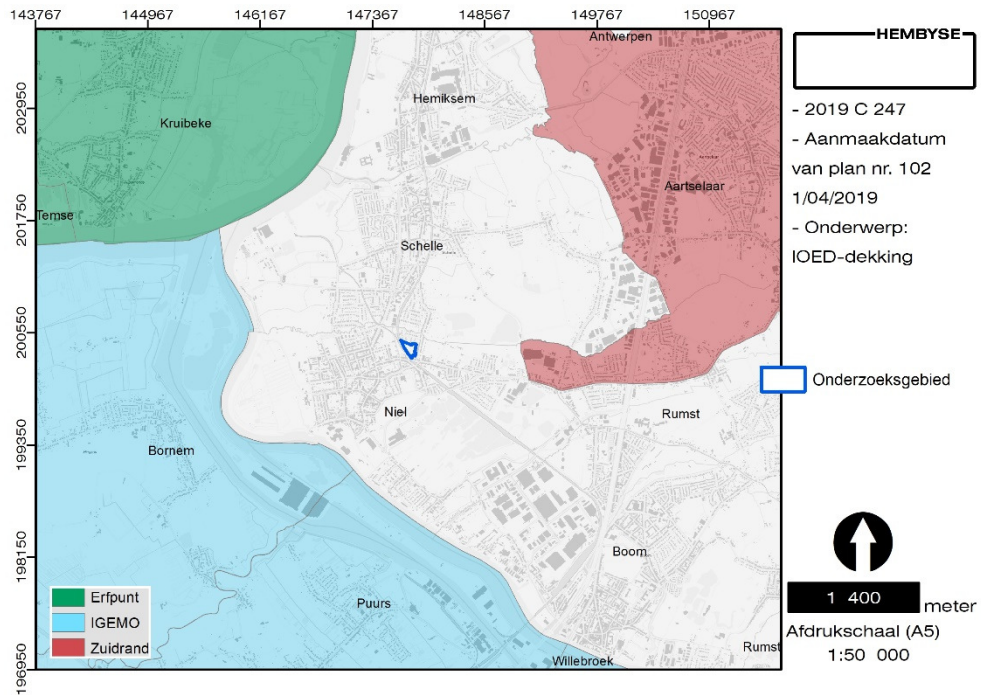 143767 144967 146167 147367 148567 149767 150967
202950
201750
200550
199350
198150
196950
Antwerpen
Hemiksem
Kruibeke
Aartselaar
Temse
Schelle
Niel
Rumst
Bornem
Boom
Puurs
Willebroek
Rumst
Erpunt
IGEMO
Zuidrand
HEMBYSE
- 2019 C 247
- Aanmaakdatum
van plan nr. 102
1/04/2019
- Onderwerp:
IOED-dekking
Onderzoeksgebied
1 400
meter
Afdrukschaal (A5)
1:50 000